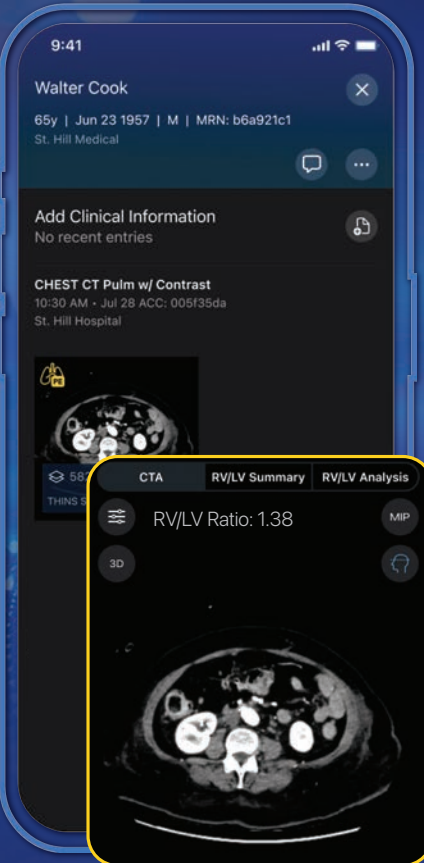 9:41
Walter Cook
65y | Jun 23 1957 | M | MRN: b6a921c1
St. Hill Medical
Add Clinical Information
No recent entries
CHEST CT Pulm w/ Contrast
10:30 AM • Jul 28 ACC: 005f35da
St. Hill Hospital
PE
THINS
CTA RV/LV Summary RV/LV Analysis
RV/LV Ratio: 1.38
MIP
3D